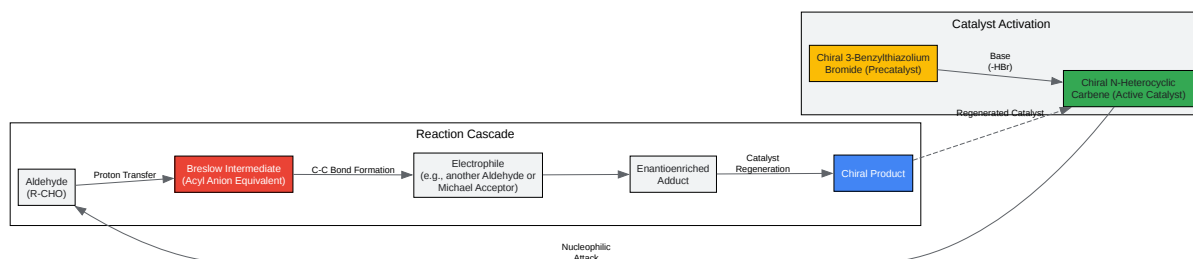 Catalyst Activation
Chiral 3-Benzylthiazolium
Bromide (Precatalyst)
Base
(-HBr)
Chiral N-Heterocyclic
Carbene (Active Catalyst)
Regenerated Catalyst
Reaction Cascade
Aldehyde
(R-CHO)
Proton Transfer
Breslow Intermediate
(Acyl Anion Equivalent)
C-C Bond Formation
Electrophile
(e.g., another Aldehyde or
Michael Acceptor)
Enantioenriched
Adduct
Catalyst
Regeneration
Chiral Product
Nucleophilic
Attack